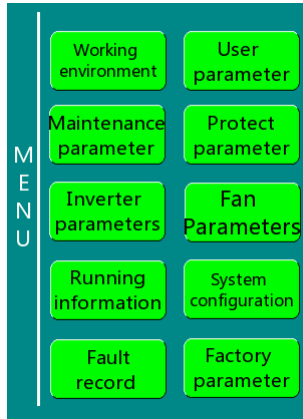 MENU
Working
environment
User
parameter
Maintenance
parameter
Protect
parameter
Inverter
parameters
Fan
Parameters
Running
information
System
configuration
Fault
record
Factory
parameter